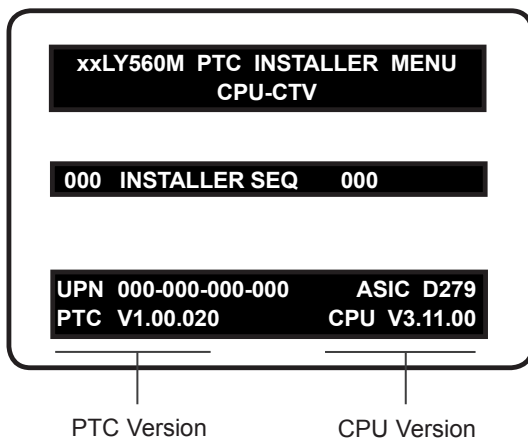 xxLY560M PTC INSTALLER MENU
CPU-CTV
000 INSTALLER SEQ 000
UPN 000-000-000-000 ASIC D279
PTC V1.00.020 CPU V3.11.00
PTC Version CPU Version